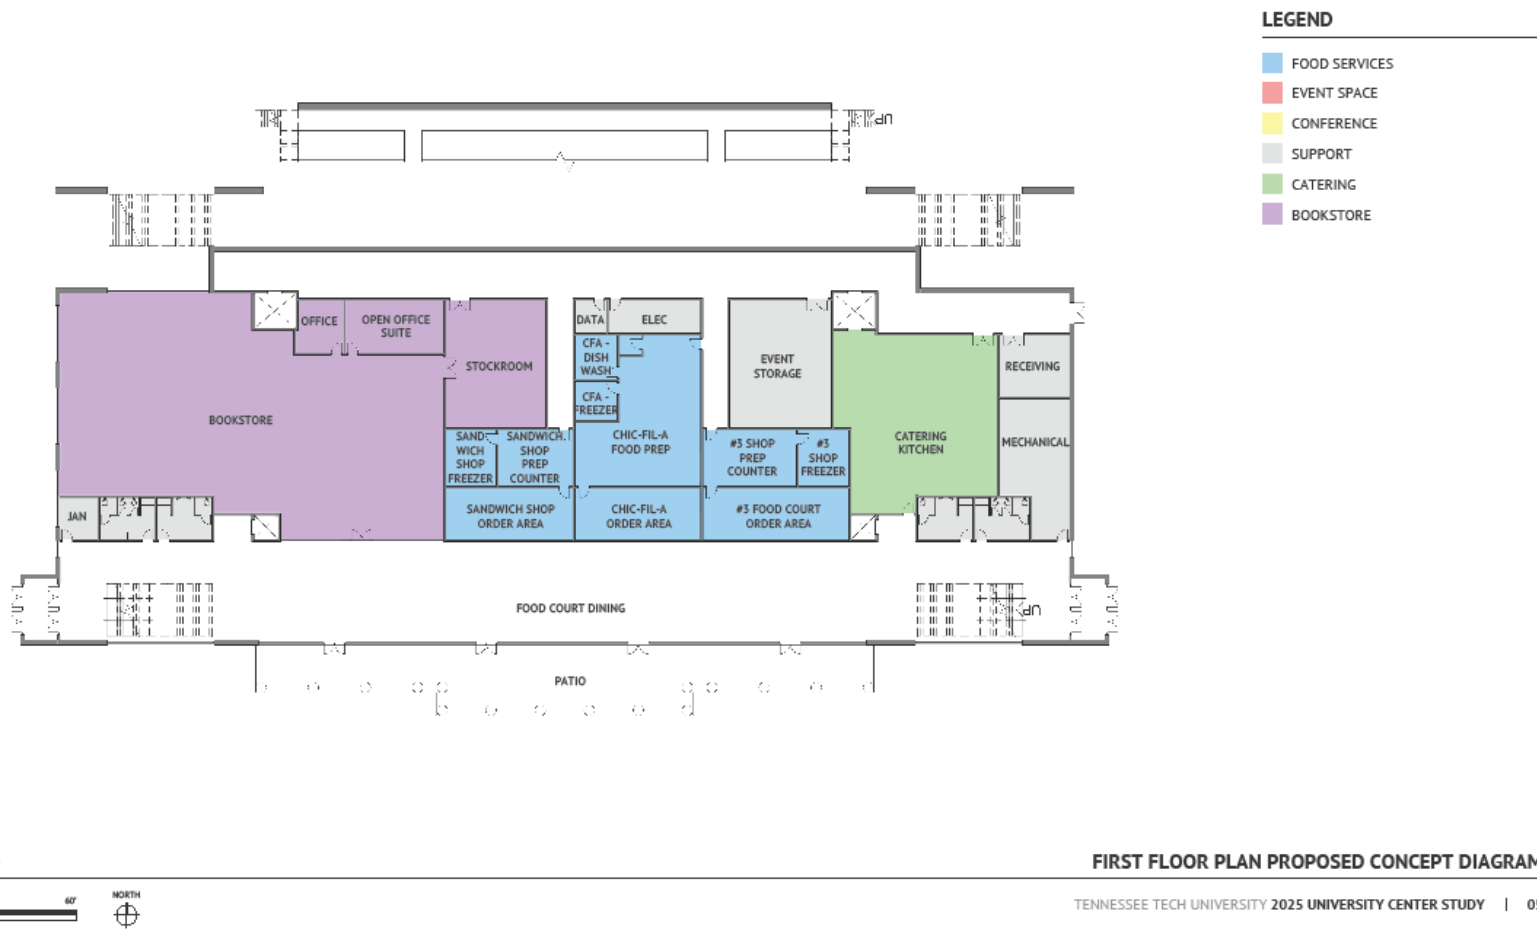 LEGEND
FOOD SERVICES
EVENT SPACE
CONFERENCE
SUPPORT
CATERING
BOOKSTORE
UP
OFFICE
OPEN OFFICE
SUITE
STOCKROOM
DATA
ELEC
CFA -
DISH
WASH
CFA -
FREEZER
EVENT
STORAGE
RECEIVING
BOOKSTORE
SAND-
WICH
SHOP
FREEZER
SANDWICH
SHOP
PREP
COUNTER
CHIC-FIL-A
FOOD PREP
#3 SHOP
PREP
COUNTER
#3
SHOP
FREEZER
CATERING
KITCHEN
MECHANICAL
JAN
SANDWICH SHOP
ORDER AREA
CHIC-FIL-A
ORDER AREA
#3 FOOD COURT
ORDER AREA
FOOD COURT DINING
UP
PATIO
FIRST FLOOR PLAN PROPOSED CONCEPT DIAGRAM
60'
NORTH
TENNESSEE TECH UNIVERSITY 2025 UNIVERSITY CENTER STUDY | 0